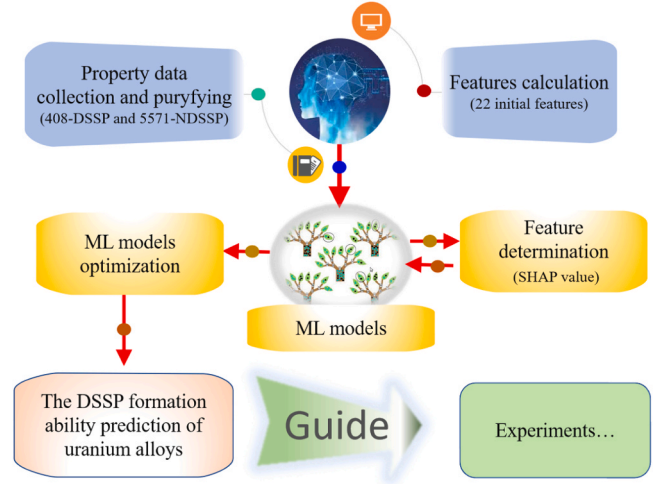 Property data
collection and puryfying
(408-DSSP and 5571-NDSSP)
Features calculation
(22 initial features)
ML models
optimization
Feature
determination
(SHAP value)
ML models
The DSSP formation
ability prediction of
uranium alloys
Guide
Experiments…